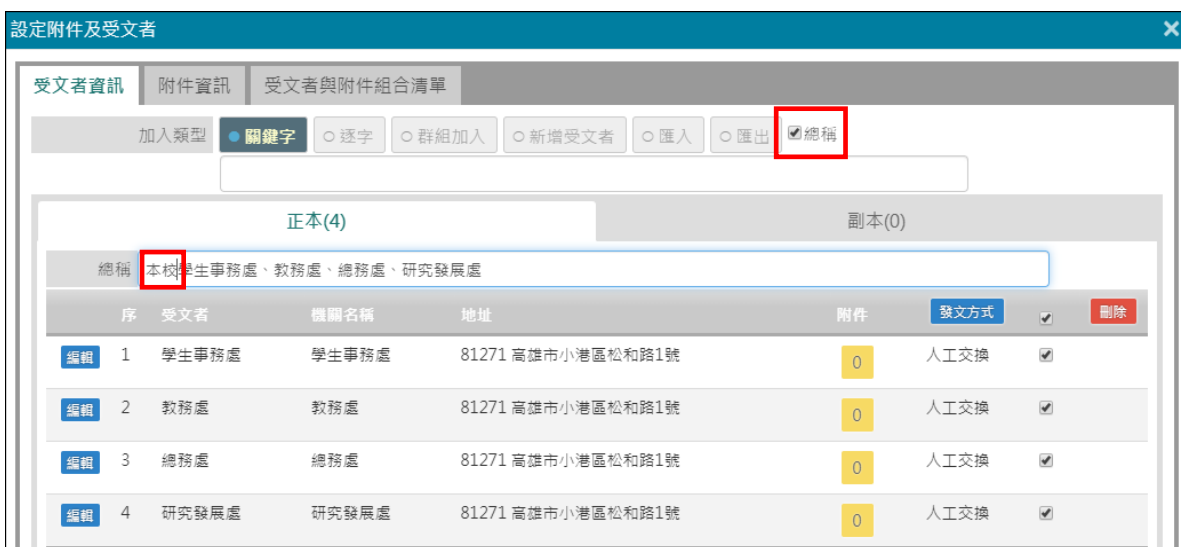 設定附件及受文者 ×
受文者資訊 附件資訊 受文者與附件組合清單
加入類型 關鍵字 逐字 群組加入 新增受文者 匯入 匯出 總稱
正本(4) 副本(0)
總稱 本校學生事務處、教務處、總務處、研究發展處
序 受文者 機關名稱 地址 附件 發文方式 刪除
編輯 1 學生事務處 學生事務處 81271 高雄市小港區松和路1號 0 人工交換
編輯 2 教務處 教務處 81271 高雄市小港區松和路1號 0 人工交換
編輯 3 總務處 總務處 81271 高雄市小港區松和路1號 0 人工交換
編輯 4 研究發展處 研究發展處 81271 高雄市小港區松和路1號 0 人工交換